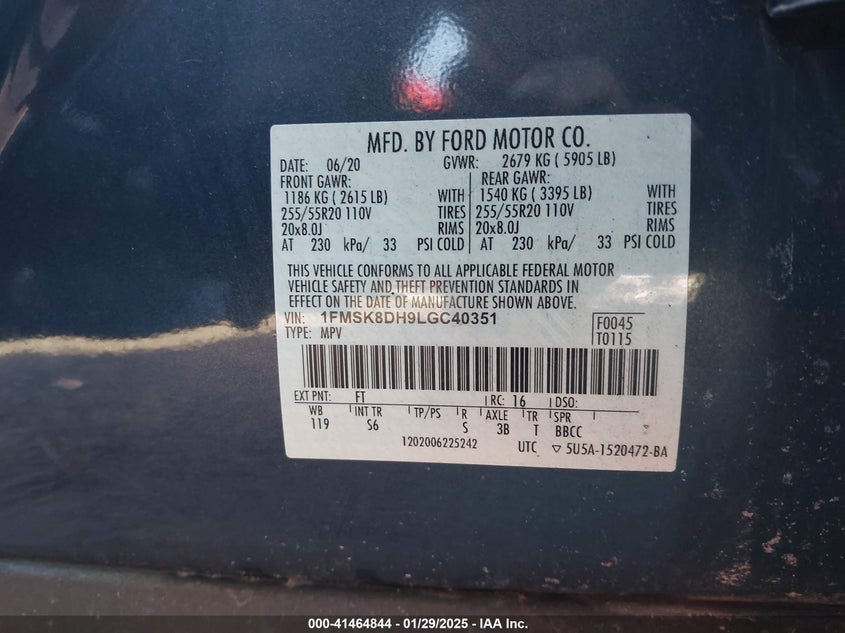 MFD. BY FORD MOTOR CO.
DATE: 06/20 GVWR: 2679 KG ( 5905 LB)
FRONT GAWR: REAR GAWR:
1186 KG ( 2615 LB) WITH 1540 KG ( 3395 LB) WITH
255/55R20 110V TIRES 255/55R20 110V TIRES
20x8.0J RIMS 20x8.0J RIMS
AT 230 kPa/ 33 PSI COLD AT 230 kPa/ 33 PSI COLD
THIS VEHICLE CONFORMS TO ALL APPLICABLE FEDERAL MOTOR
VEHICLE SAFETY AND THEFT PREVENTION STANDARDS IN
EFFECT ON THE DATE OF MANUFACTURE SHOWN ABOVE.
VIN: 1FMSK8DH9LGC40351 F0045
TYPE: MPV T0115
EXT PNT: FT RC: 16 DSO:
WB INT TR TP/PS R AXLE TR SPR
119 S6 S 3B T BBCC
1202006225242 UTC ▽ 5U5A-1520472-BA
000-41464844 — 01/29/2025 — IAA Inc.